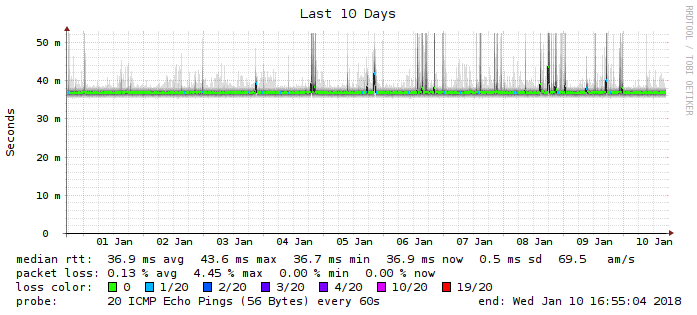 Last 10 Days
RRDTOOL / TOBI OETIKER
Seconds
50 m
40 m
30 m
20 m
10 m
0
01 Jan 02 Jan 03 Jan 04 Jan 05 Jan 06 Jan 07 Jan 08 Jan 09 Jan 10 Jan
median rtt: 36.9 ms avg 43.6 ms max 36.7 ms min 36.9 ms now 0.5 ms sd 69.5 am/s
packet loss: 0.13 % avg 4.45 % max 0.00 % min 0.00 % now
loss color: 0 1/20 2/20 3/20 4/20 10/20 19/20
probe: 20 ICMP Echo Pings (56 Bytes) every 60s end: Wed Jan 10 16:55:04 2018